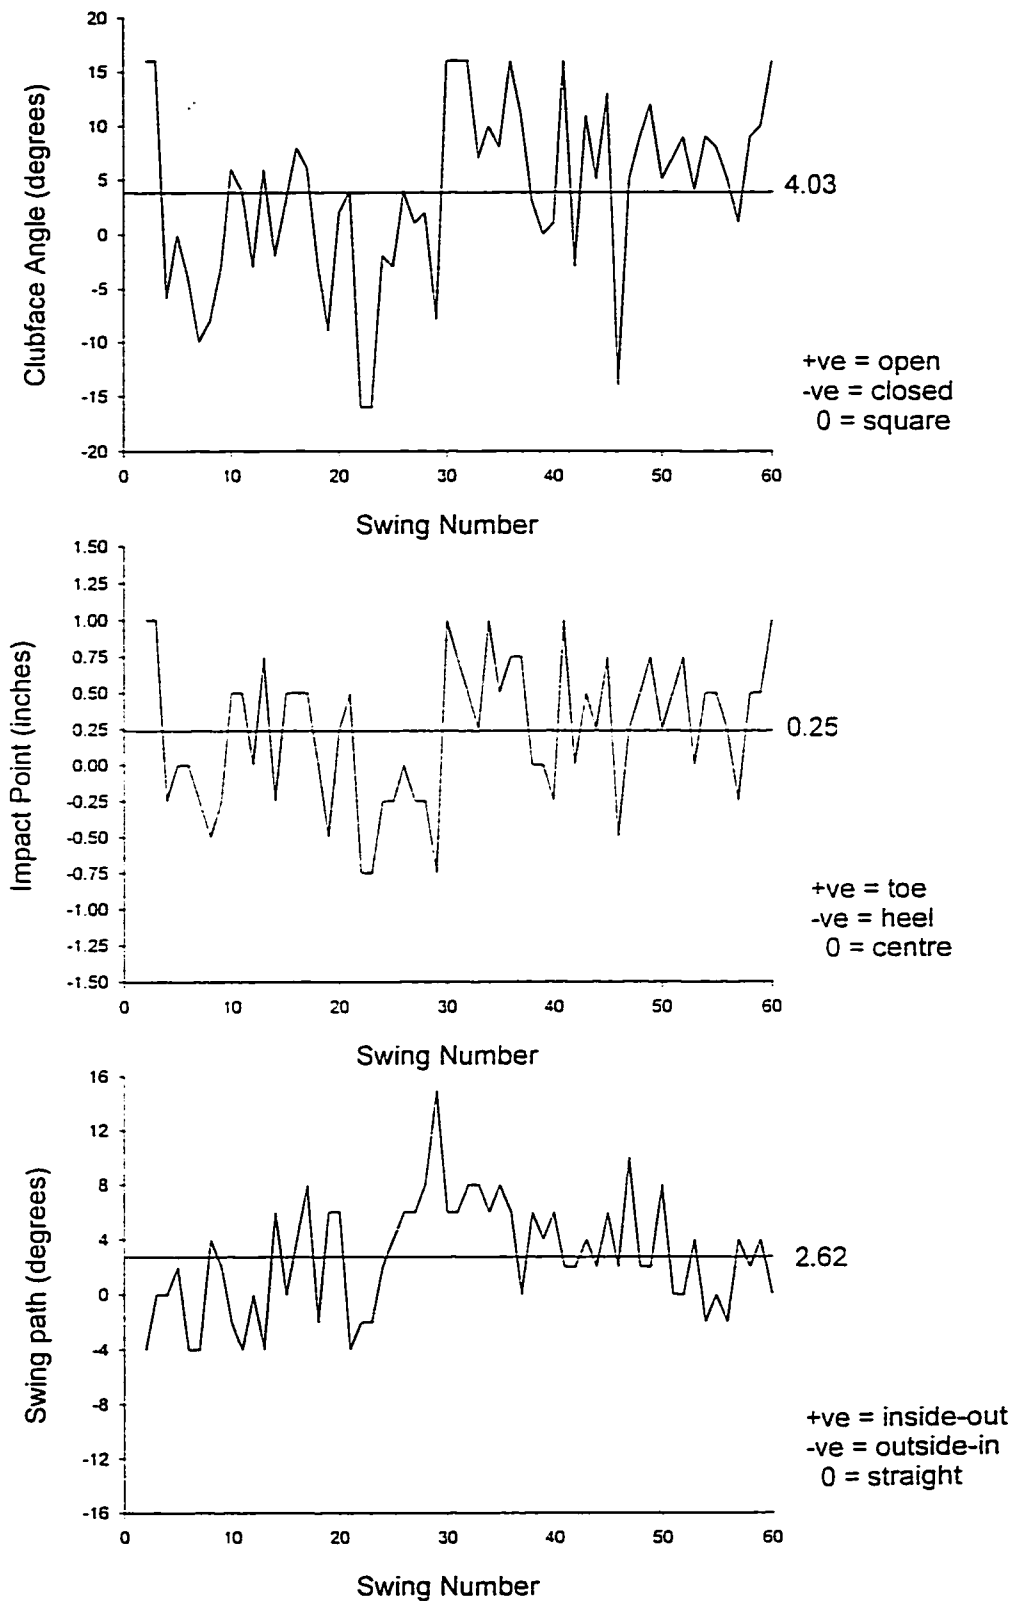 20
15
10
5
0
-5
-10
-15
-20
Clubface Angle (degrees)
4.03
+ve = open
-ve = closed
0 = square
0 10 20 30 40 50 60
Swing Number
1.50
1.25
1.00
0.75
0.50
0.25
0.00
-0.25
-0.50
-0.75
-1.00
-1.25
-1.50
Impact Point (inches)
0.25
+ve = toe
-ve = heel
0 = centre
0 10 20 30 40 50 60
Swing Number
16
12
8
4
0
-4
-8
-12
-16
Swing path (degrees)
2.62
+ve = inside-out
-ve = outside-in
0 = straight
0 10 20 30 40 50 60
Swing Number